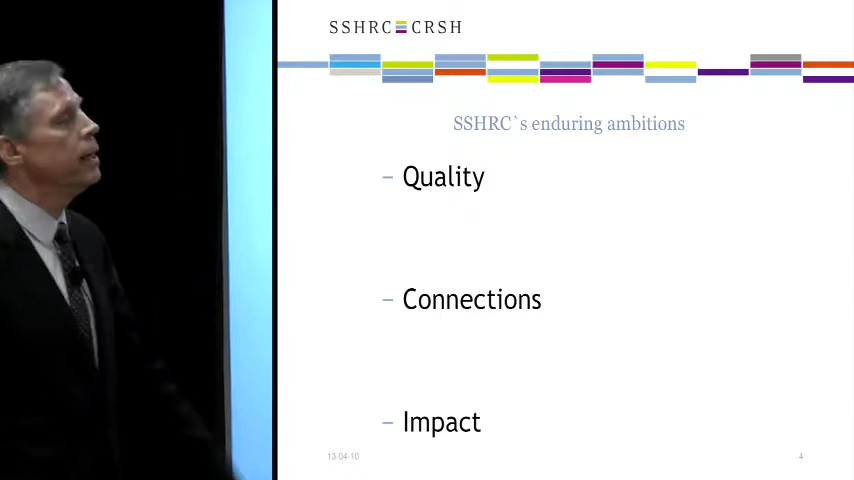 SSHRC CRSH
SSHRC`s enduring ambitions
– Quality
– Connections
– Impact
13-04-10
4